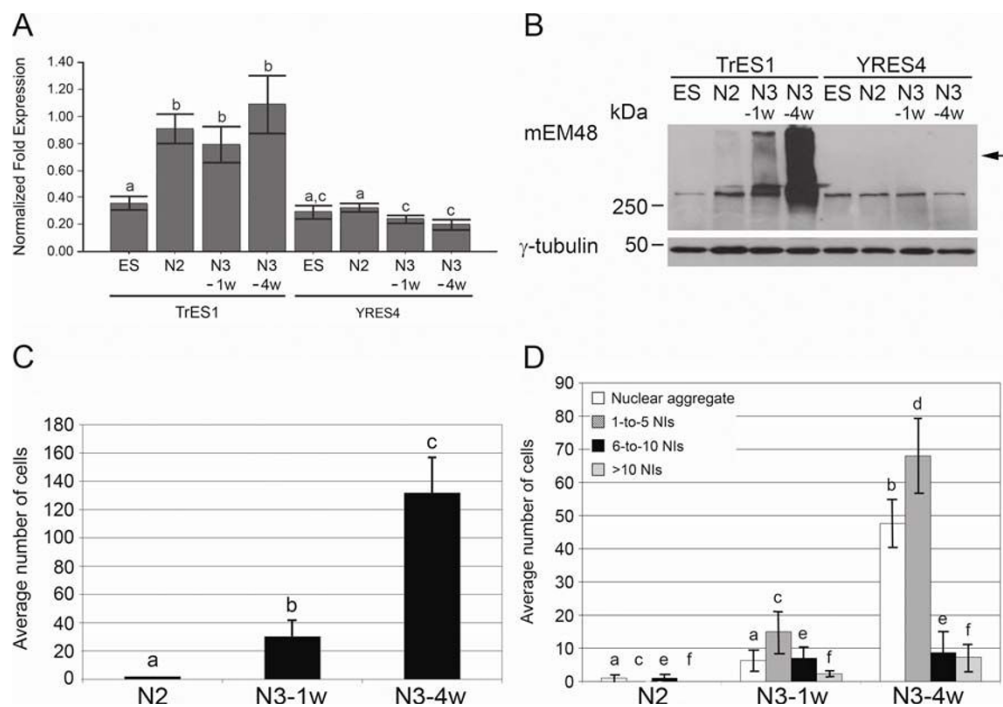 A
Normalized Fold Expression
1.40
1.20
1.00
0.80
0.60
0.40
0.20
0.00
a
b
b
b
a,c
a
c
c
ES N2 N3 N3 ES N2 N3 N3
-1w -4w -1w -4w
TrES1 YRES4
B
TrES1 YRES4
ES N2 N3 N3 ES N2 N3 N3
kDa -1w -4w -1w -4w
mEM48
250
γ-tubulin 50
C
Average number of cells
180
160
140
120
100
80
60
40
20
0
a
b
c
N2 N3-1w N3-4w
D
Average number of cells
90
80
70
60
50
40
30
20
10
0
Nuclear aggregate
1-to-5 NIs
6-to-10 NIs
>10 NIs
a c e f
a c e f
b d e f
N2 N3-1w N3-4w